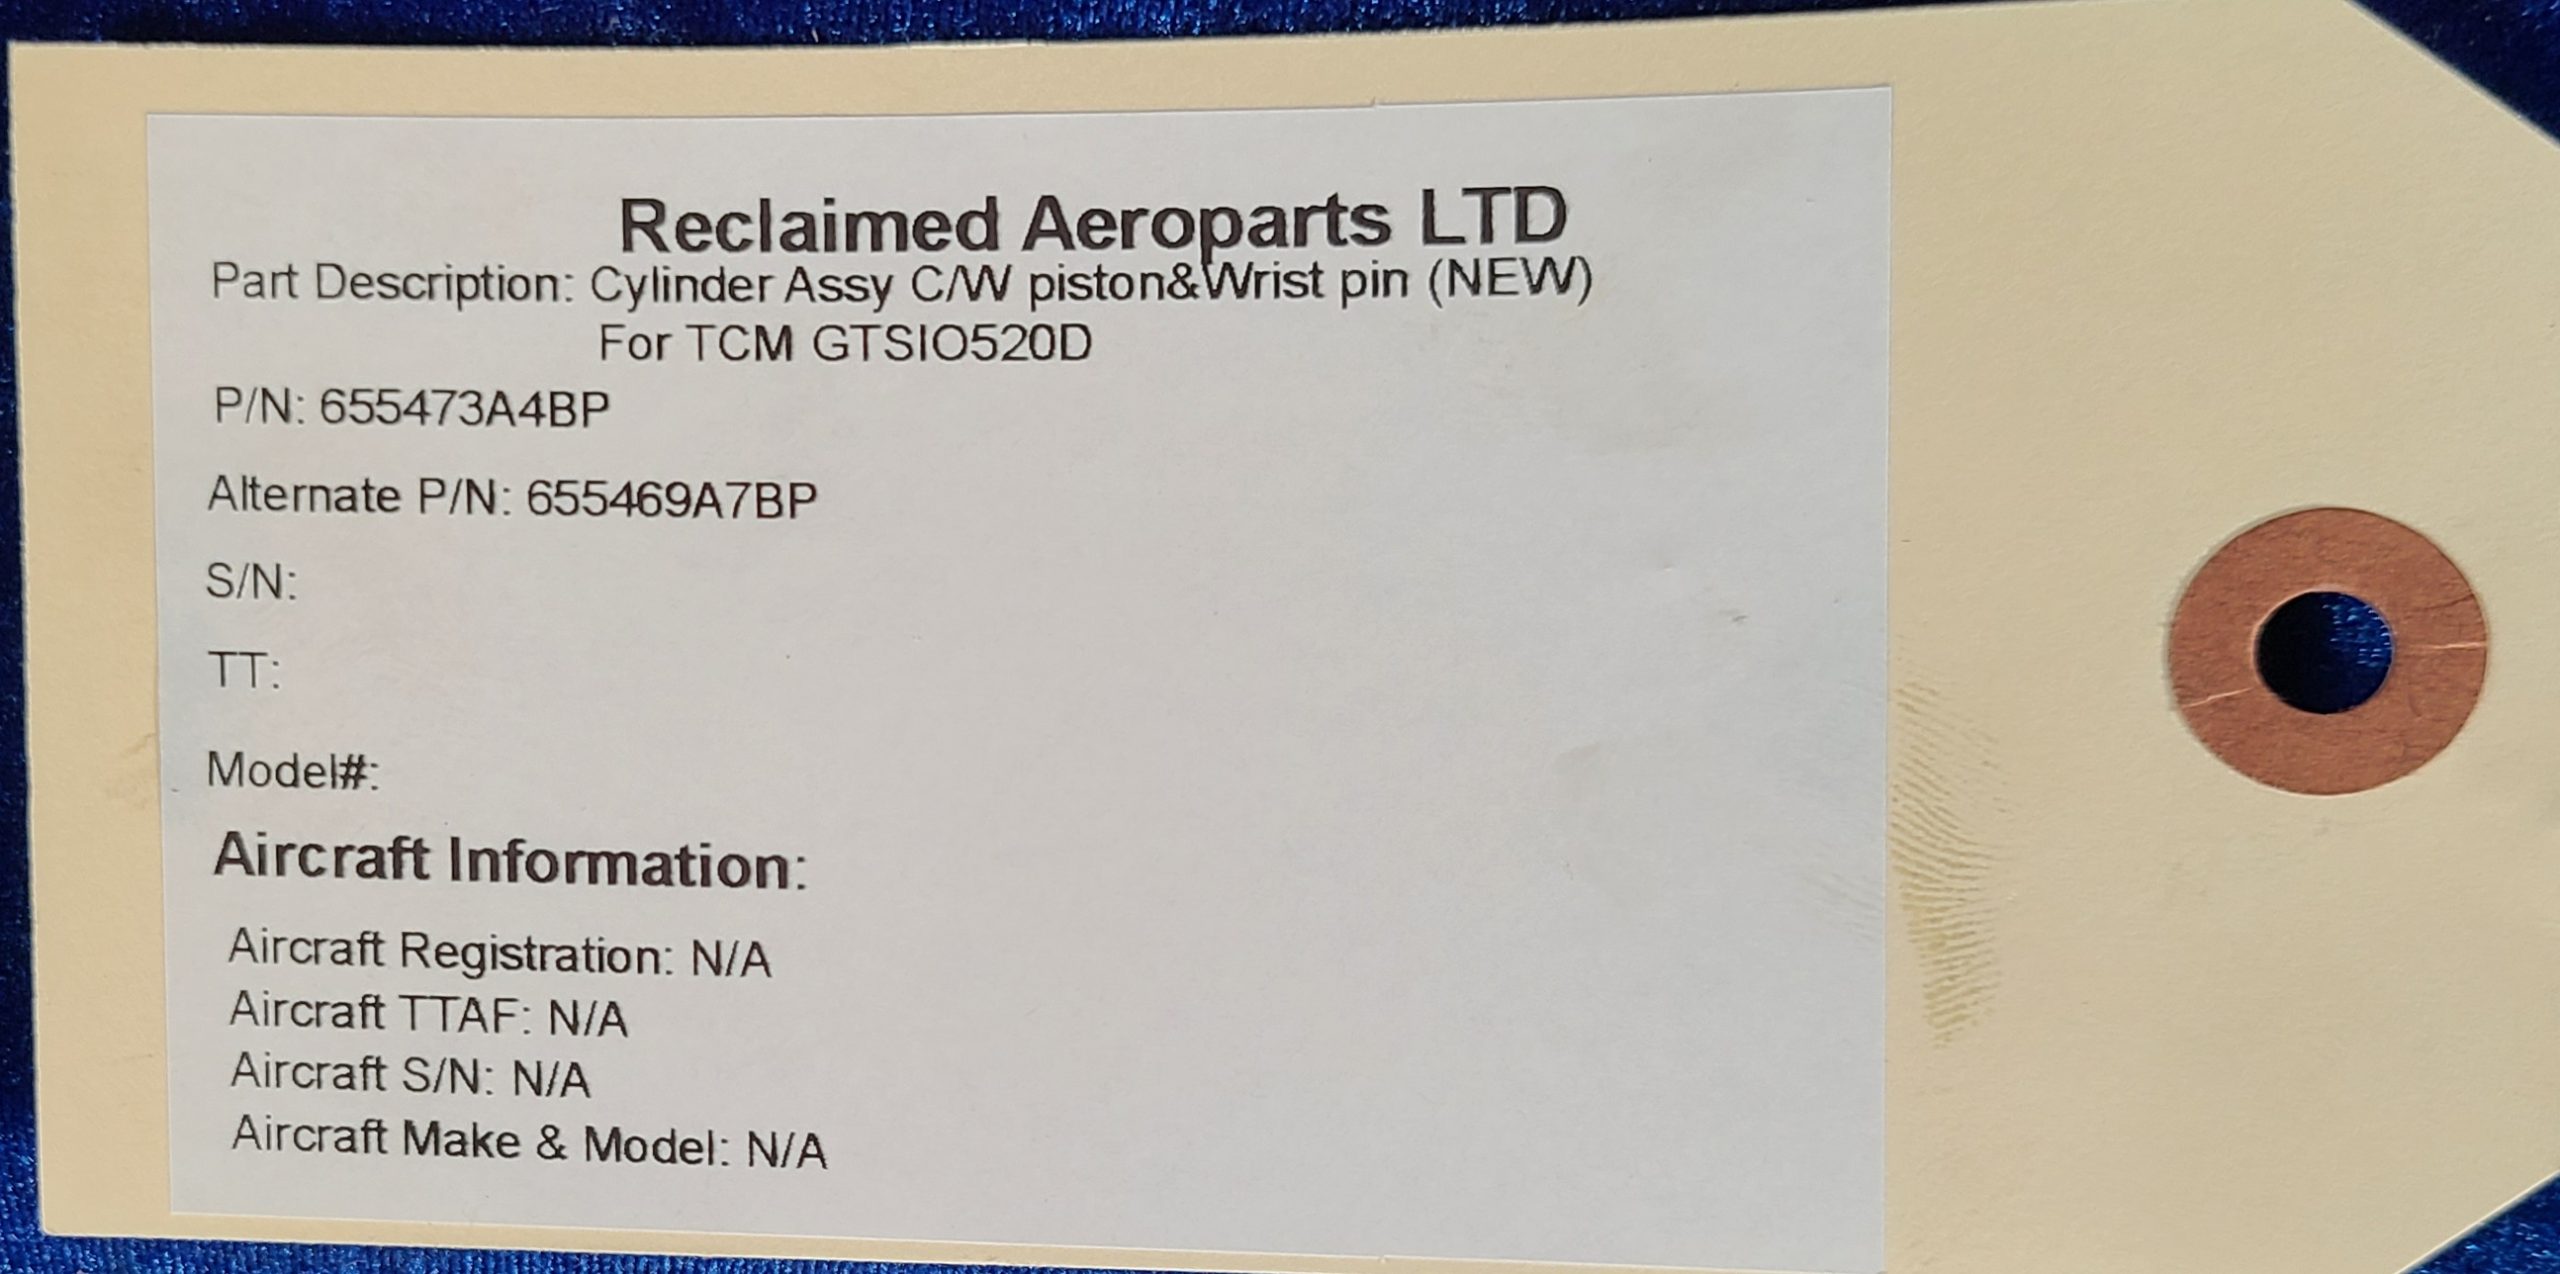 Reclaimed Aeroparts LTD
Part Description: Cylinder Assy C/W piston&Wrist pin (NEW)
For TCM GTSIO520D
P/N: 655473A4BP
Alternate P/N: 655469A7BP
S/N:
TT:
Model#:
Aircraft Information:
Aircraft Registration: N/A
Aircraft TTAF: N/A
Aircraft S/N: N/A
Aircraft Make & Model: N/A